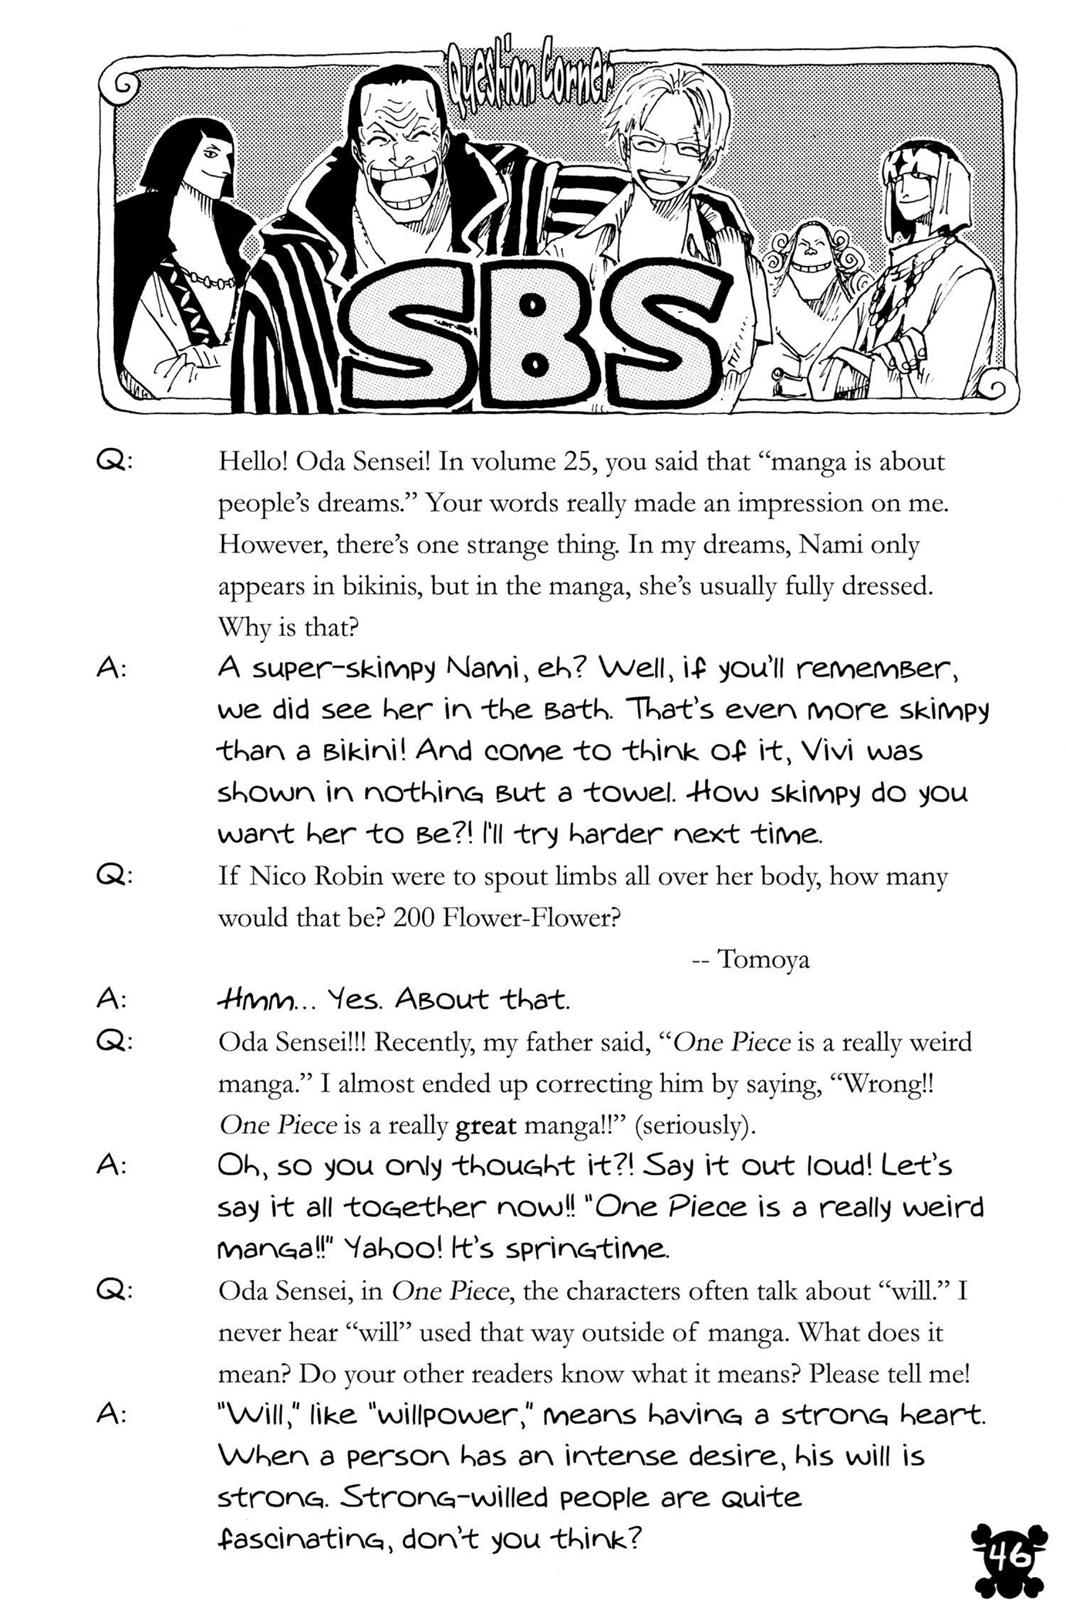 Question Corner
SBS
Q: Hello! Oda Sensei! In volume 25, you said that “manga is about
people’s dreams.” Your words really made an impression on me.
However, there’s one strange thing. In my dreams, Nami only
appears in bikinis, but in the manga, she’s usually fully dressed.
Why is that?
A: A super-skimpy Nami, eh? Well, if you'll remember,
we did see her in the bath. That's even more skimpy
than a bikini! And come to think of it, Vivi was
shown in nothing but a towel. How skimpy do you
want her to be?! I'll try harder next time.
Q: If Nico Robin were to spout limbs all over her body, how many
would that be? 200 Flower-Flower?
-- Tomoya
A: Hmm... Yes. About that.
Q: Oda Sensei!!! Recently, my father said, “One Piece is a really weird
manga.” I almost ended up correcting him by saying, “Wrong!!
One Piece is a really great manga!!” (seriously).
A: Oh, so you only thought it?! Say it out loud! Let's
say it all together now!! "One Piece is a really weird
manga!!" Yahoo! It's springtime.
Q: Oda Sensei, in One Piece, the characters often talk about “will.” I
never hear “will” used that way outside of manga. What does it
mean? Do your other readers know what it means? Please tell me!
A: "Will," like "willpower," means having a strong heart.
When a person has an intense desire, his will is
strong. Strong-willed people are quite
fascinating, don't you think?
46